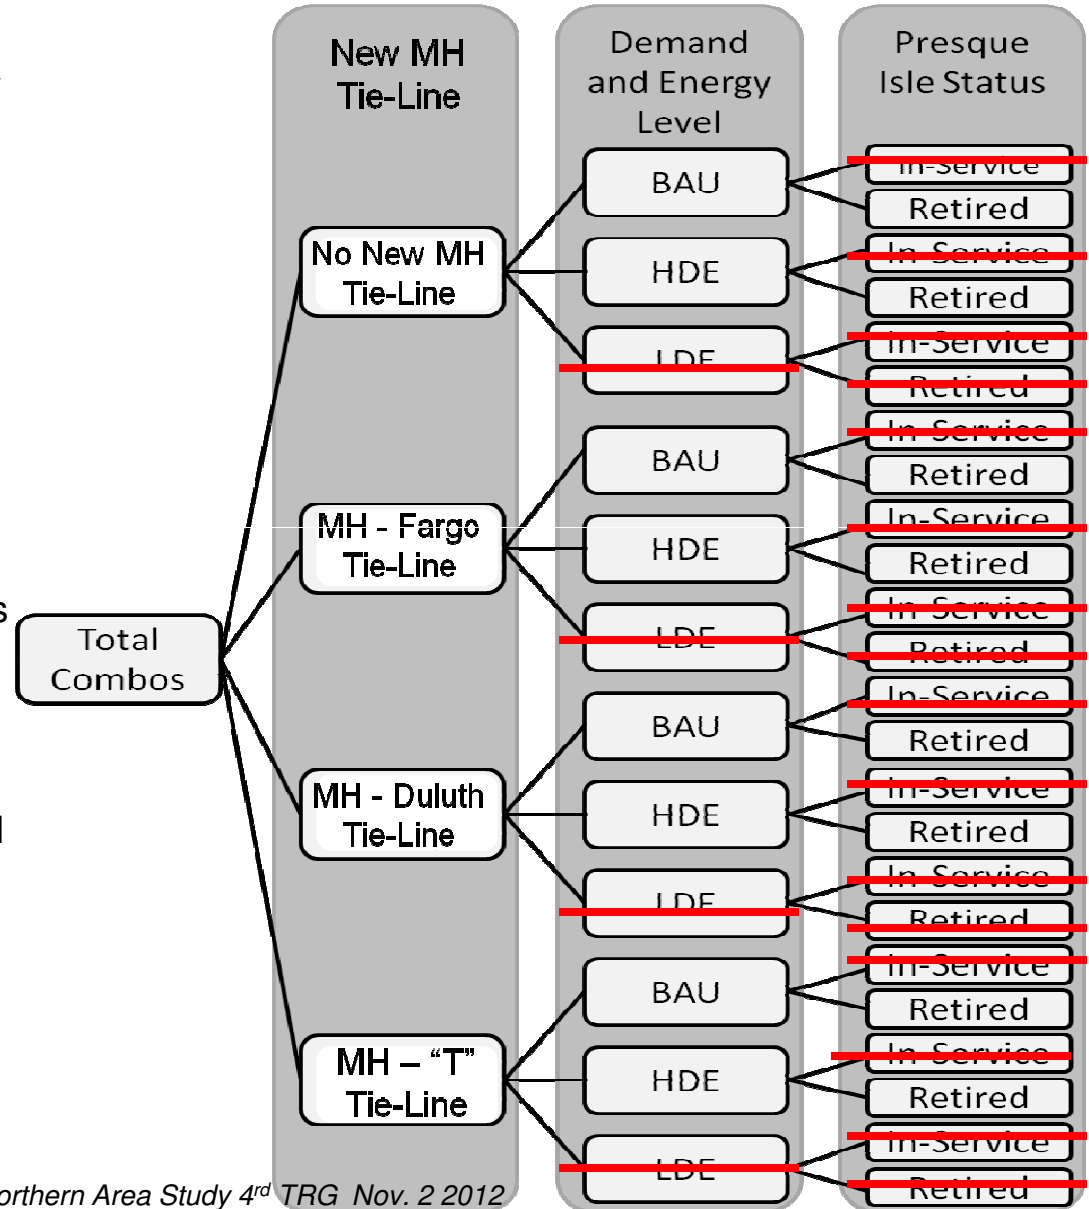 New MH
Tie-Line
Demand
and Energy
Level
Presque
Isle Status
Total
Combos
No New MH
Tie-Line
BAU
In-Service
Retired
HDE
In-Service
Retired
LDE
In-Service
Retired
MH - Fargo
Tie-Line
BAU
In-Service
Retired
HDE
In-Service
Retired
LDE
In-Service
Retired
MH - Duluth
Tie-Line
BAU
In-Service
Retired
HDE
In-Service
Retired
LDE
In-Service
Retired
MH – “T”
Tie-Line
BAU
In-Service
Retired
HDE
In-Service
Retired
LDE
In-Service
Retired
orthern Area Study 4rd TRG Nov. 2 2012